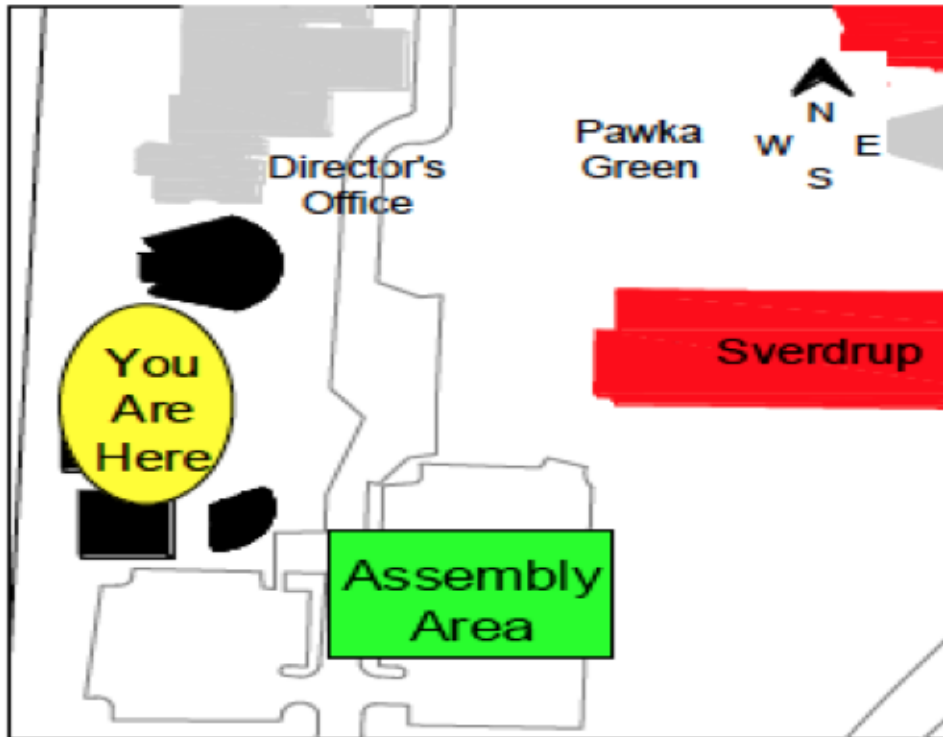 Director's
Office
Pawka
Green
N
W E
S
You
Are
Here
Sverdrup
Assembly
Area